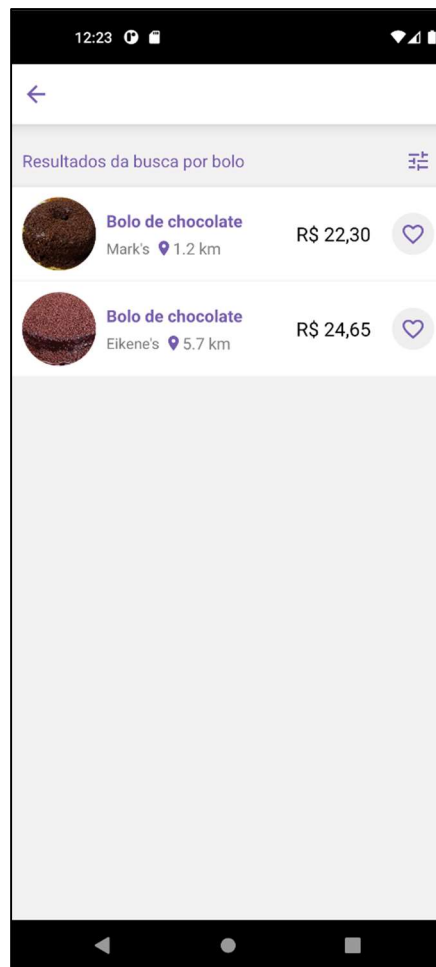 12:23
Resultados da busca por bolo
Bolo de chocolate
Mark's 1.2 km
R$ 22,30
Bolo de chocolate
Eikene's 5.7 km
R$ 24,65